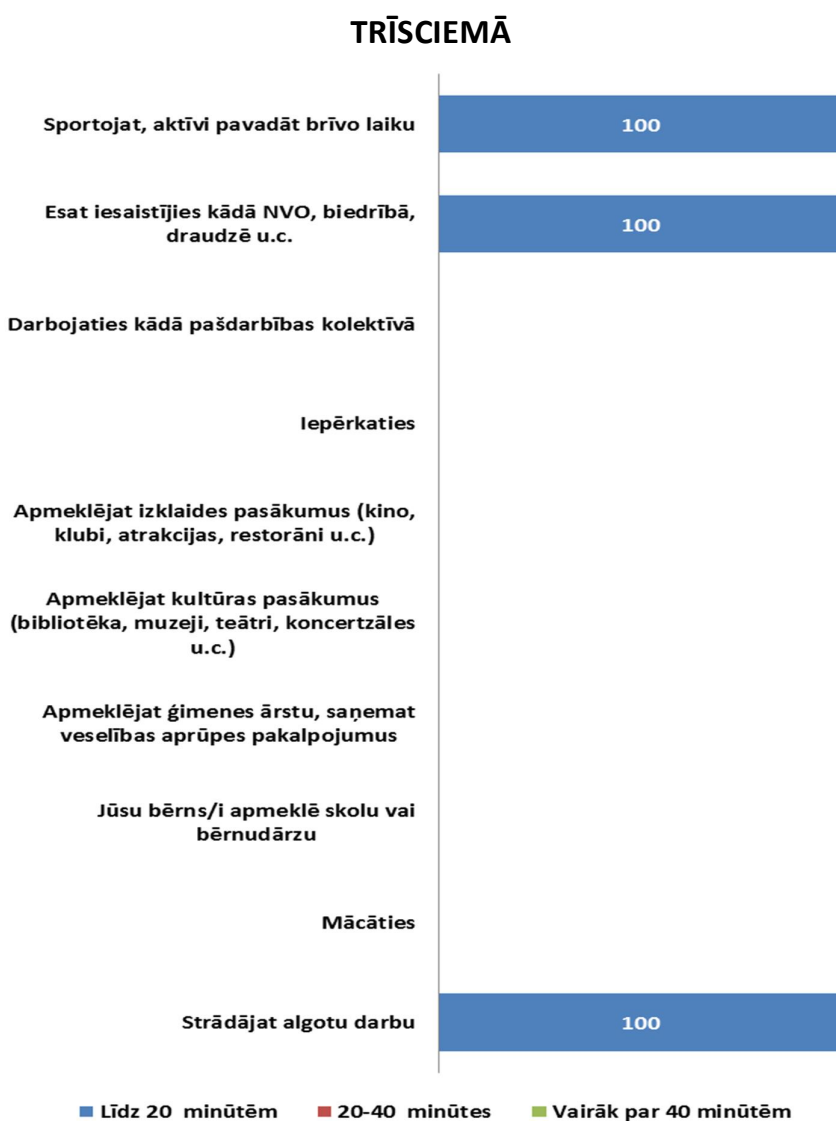 TRĪSCIEMĀ
Sportojat, aktīvi pavadāt brīvo laiku
100
Esat iesaistījies kādā NVO, biedrībā,
draudzē u.c.
100
Darbojaties kādā pašdarbības kolektīvā
Iepērkaties
Apmeklējat izklaides pasākumus (kino,
klubi, atrakcijas, restorāni u.c.)
Apmeklējat kultūras pasākumus
(bibliotēka, muzeji, teātri, koncertzāles
u.c.)
Apmeklējat ģimenes ārstu, saņemat
veselības aprūpes pakalpojumus
Jūsu bērns/i apmeklē skolu vai
bērnudārzu
Mācāties
Strādājat algotu darbu
100
Līdz 20 minūtēm 20-40 minūtes Vairāk par 40 minūtēm